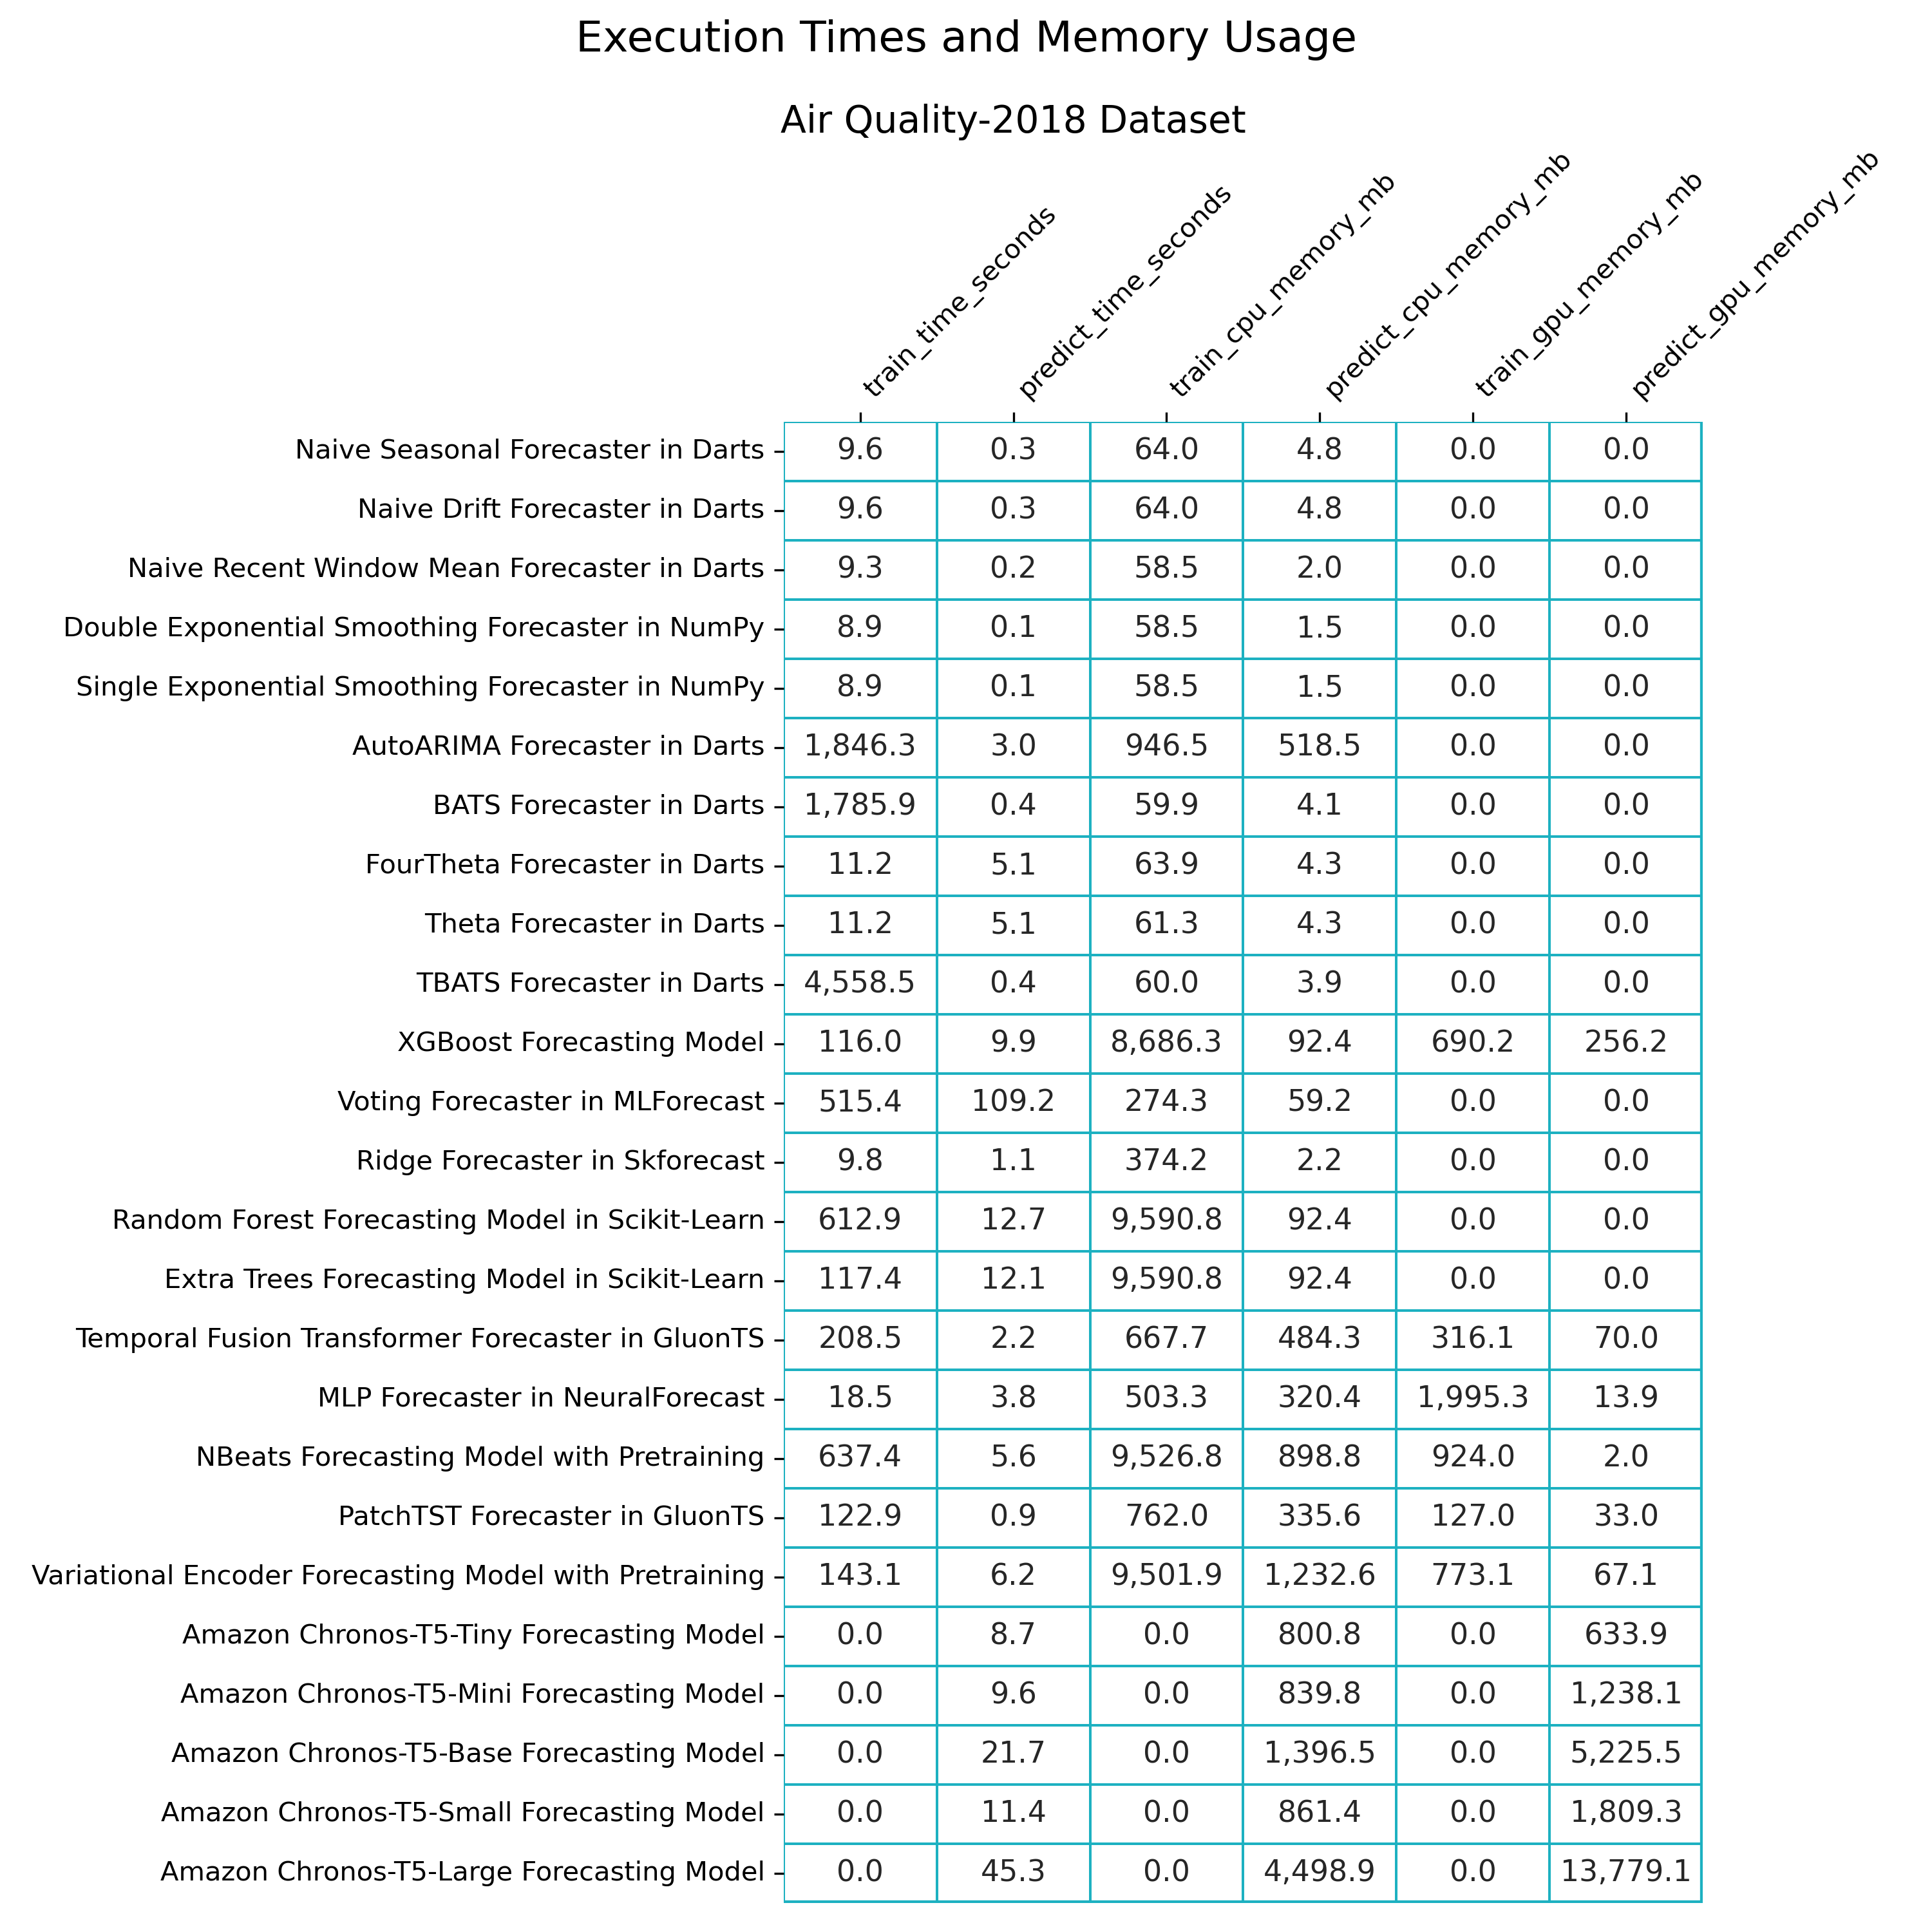 Execution Times and Memory Usage
Air Quality-2018 Dataset
train_time_seconds predict_time_seconds train_cpu_memory_mb predict_cpu_memory_mb train_gpu_memory_mb predict_gpu_memory_mb
Naive Seasonal Forecaster in Darts 9.6 0.3 64.0 4.8 0.0 0.0
Naive Drift Forecaster in Darts 9.6 0.3 64.0 4.8 0.0 0.0
Naive Recent Window Mean Forecaster in Darts 9.3 0.2 58.5 2.0 0.0 0.0
Double Exponential Smoothing Forecaster in NumPy 8.9 0.1 58.5 1.5 0.0 0.0
Single Exponential Smoothing Forecaster in NumPy 8.9 0.1 58.5 1.5 0.0 0.0
AutoARIMA Forecaster in Darts 1,846.3 3.0 946.5 518.5 0.0 0.0
BATS Forecaster in Darts 1,785.9 0.4 59.9 4.1 0.0 0.0
FourTheta Forecaster in Darts 11.2 5.1 63.9 4.3 0.0 0.0
Theta Forecaster in Darts 11.2 5.1 61.3 4.3 0.0 0.0
TBATS Forecaster in Darts 4,558.5 0.4 60.0 3.9 0.0 0.0
XGBoost Forecasting Model 116.0 9.9 8,686.3 92.4 690.2 256.2
Voting Forecaster in MLForecast 515.4 109.2 274.3 59.2 0.0 0.0
Ridge Forecaster in Skforecast 9.8 1.1 374.2 2.2 0.0 0.0
Random Forest Forecasting Model in Scikit-Learn 612.9 12.7 9,590.8 92.4 0.0 0.0
Extra Trees Forecasting Model in Scikit-Learn 117.4 12.1 9,590.8 92.4 0.0 0.0
Temporal Fusion Transformer Forecaster in GluonTS 208.5 2.2 667.7 484.3 316.1 70.0
MLP Forecaster in NeuralForecast 18.5 3.8 503.3 320.4 1,995.3 13.9
NBeats Forecasting Model with Pretraining 637.4 5.6 9,526.8 898.8 924.0 2.0
PatchTST Forecaster in GluonTS 122.9 0.9 762.0 335.6 127.0 33.0
Variational Encoder Forecasting Model with Pretraining 143.1 6.2 9,501.9 1,232.6 773.1 67.1
Amazon Chronos-T5-Tiny Forecasting Model 0.0 8.7 0.0 800.8 0.0 633.9
Amazon Chronos-T5-Mini Forecasting Model 0.0 9.6 0.0 839.8 0.0 1,238.1
Amazon Chronos-T5-Base Forecasting Model 0.0 21.7 0.0 1,396.5 0.0 5,225.5
Amazon Chronos-T5-Small Forecasting Model 0.0 11.4 0.0 861.4 0.0 1,809.3
Amazon Chronos-T5-Large Forecasting Model 0.0 45.3 0.0 4,498.9 0.0 13,779.1